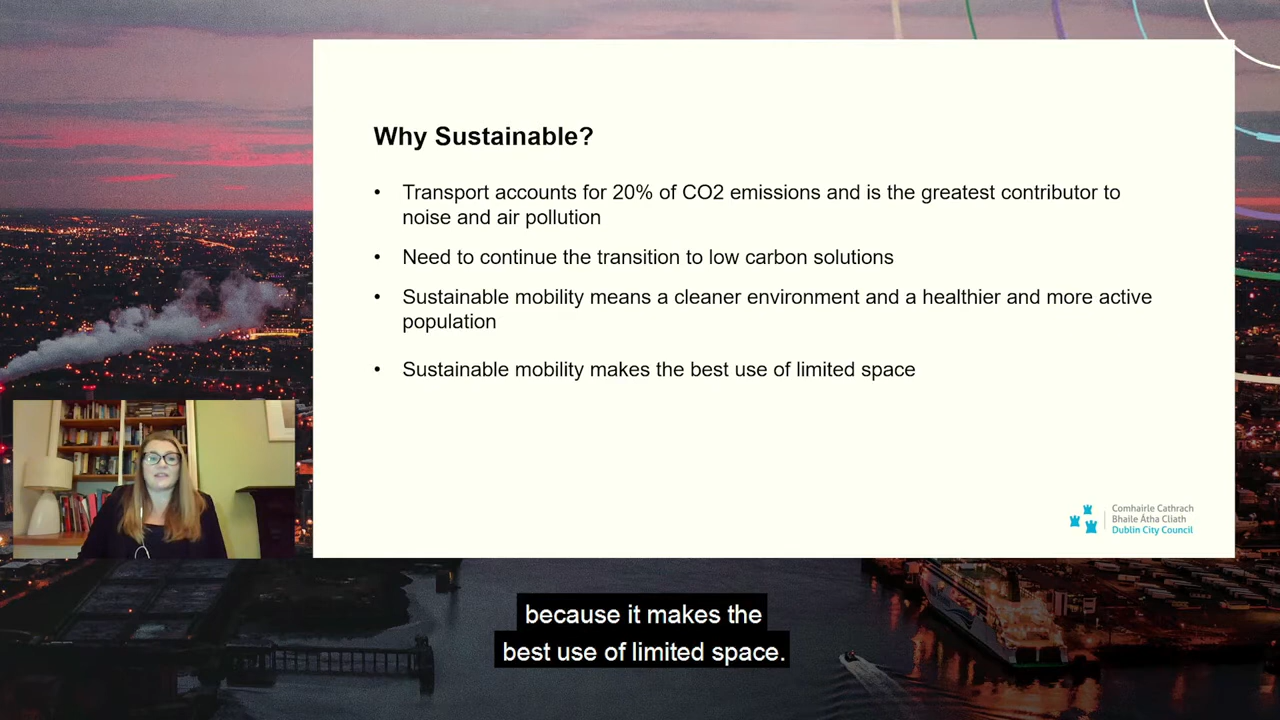 Why Sustainable?
• Transport accounts for 20% of CO2 emissions and is the greatest contributor to
noise and air pollution
• Need to continue the transition to low carbon solutions
• Sustainable mobility means a cleaner environment and a healthier and more active
population
• Sustainable mobility makes the best use of limited space
Comhairle Cathrach
Bhaile Átha Cliath
Dublin City Council
because it makes the
best use of limited space.